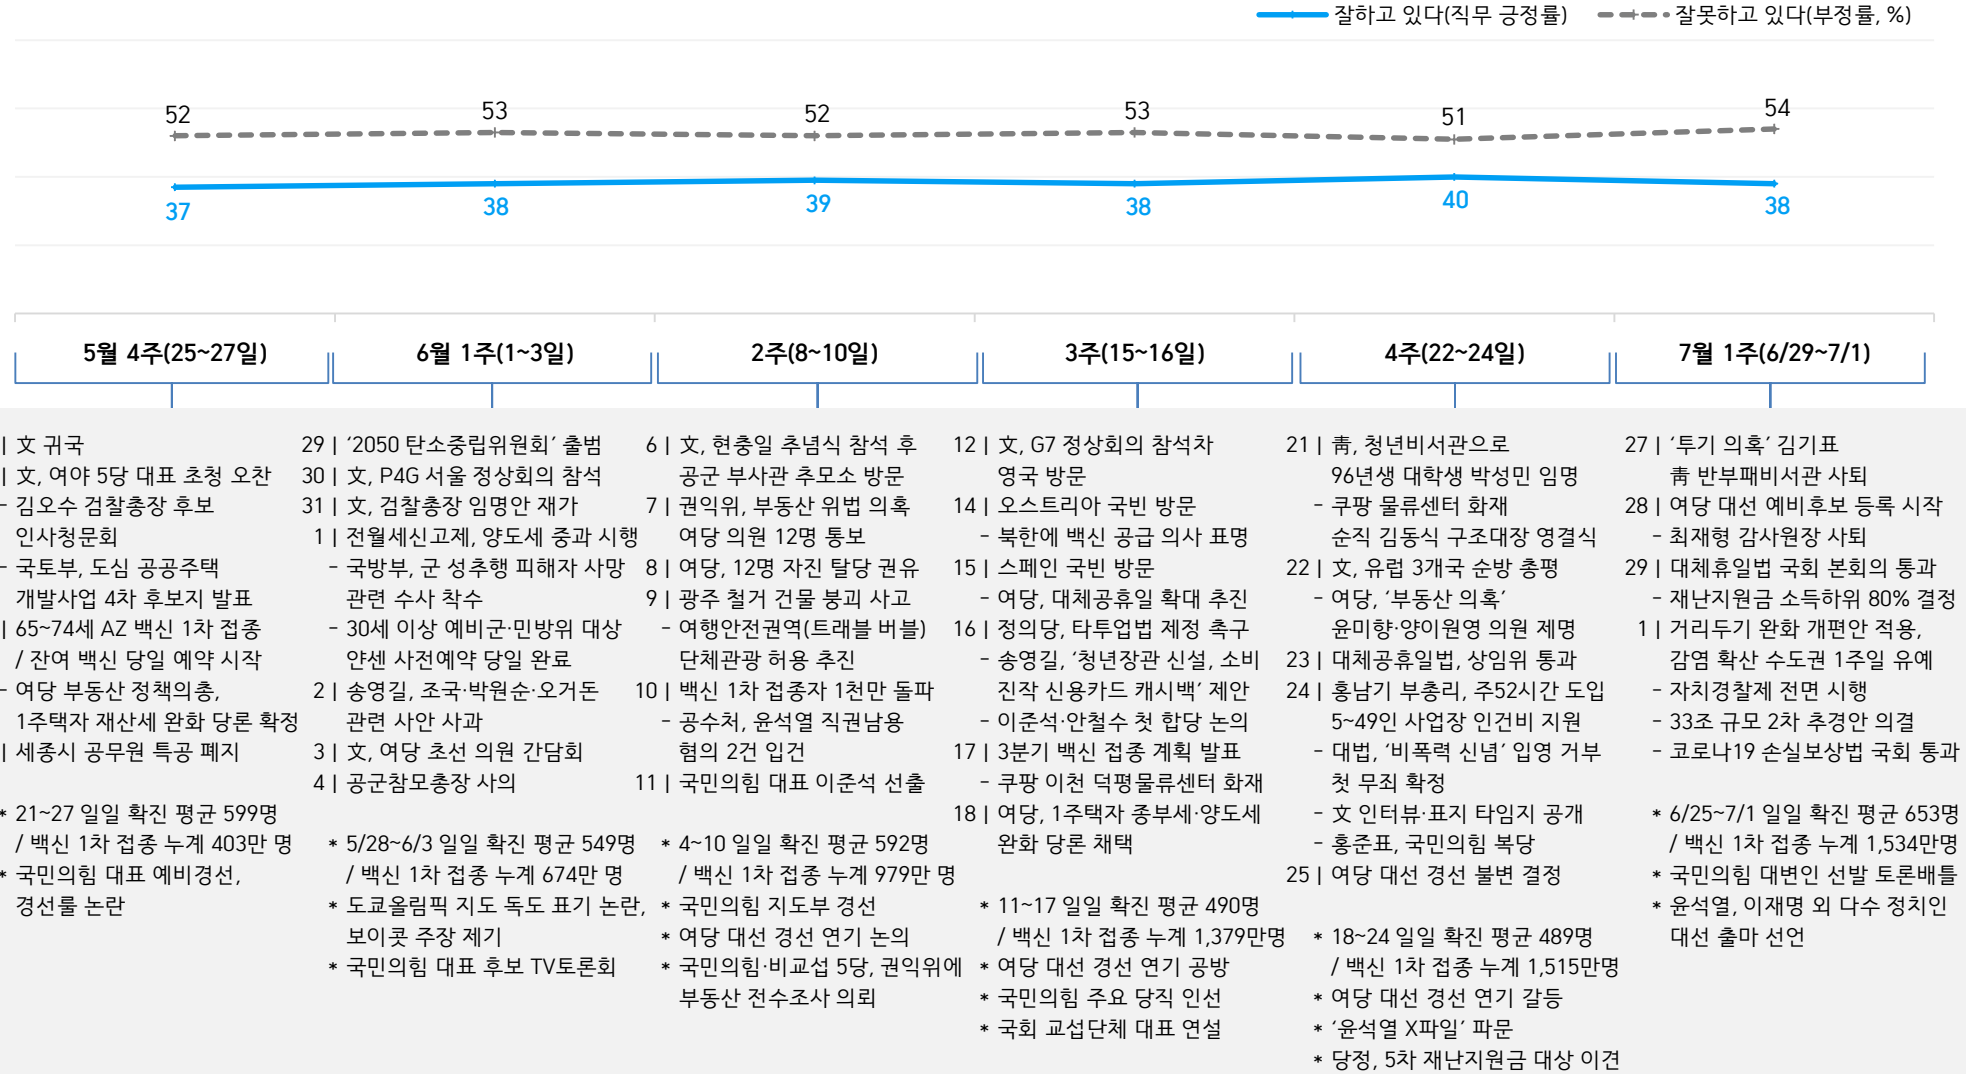 잘하고 있다(직무 긍정률)
잘못하고 있다(부정률, %)
52
53
52
53
51
54
37
38
39
38
40
38
5월 4주(25~27일)
6월 1주(1~3일)
2주(8~10일)
3주(15~16일)
4주(22~24일)
7월 1주(6/29~7/1)
| 文 귀국
| 文, 여야 5당 대표 초청 오찬
- 김오수 검찰총장 후보
인사청문회
- 국토부, 도심 공공주택
개발사업 4차 후보지 발표
| 65~74세 AZ 백신 1차 접종
/ 잔여 백신 당일 예약 시작
- 여당 부동산 정책의총,
1주택자 재산세 완화 당론 확정
| 세종시 공무원 특공 폐지
* 21~27 일일 확진 평균 599명
/ 백신 1차 접종 누계 403만 명
* 국민의힘 대표 예비경선,
경선룰 논란
29 | ‘2050 탄소중립위원회’ 출범
30 | 文, P4G 서울 정상회의 참석
31 | 文, 검찰총장 임명안 재가
1 | 전월세신고제, 양도세 중과 시행
- 국방부, 군 성추행 피해자 사망
관련 수사 착수
- 30세 이상 예비군·민방위 대상
얀센 사전예약 당일 완료
2 | 송영길, 조국·박원순·오거돈
관련 사안 사과
3 | 文, 여당 초선 의원 간담회
4 | 공군참모총장 사의
* 5/28~6/3 일일 확진 평균 549명
/ 백신 1차 접종 누계 674만 명
* 도쿄올림픽 지도 독도 표기 논란,
보이콧 주장 제기
* 국민의힘 대표 후보 TV토론회
6 | 文, 현충일 추념식 참석 후
공군 부사관 추모소 방문
7 | 권익위, 부동산 위법 의혹
여당 의원 12명 통보
8 | 여당, 12명 자진 탈당 권유
9 | 광주 철거 건물 붕괴 사고
- 여행안전권역(트래블 버블)
단체관광 허용 추진
10 | 백신 1차 접종자 1천만 돌파
- 공수처, 윤석열 직권남용
혐의 2건 입건
11 | 국민의힘 대표 이준석 선출
* 4~10 일일 확진 평균 592명
/ 백신 1차 접종 누계 979만 명
* 국민의힘 지도부 경선
* 여당 대선 경선 연기 논의
* 국민의힘·비교섭 5당, 권익위에
부동산 전수조사 의뢰
12 | 文, G7 정상회의 참석차
영국 방문
14 | 오스트리아 국빈 방문
- 북한에 백신 공급 의사 표명
15 | 스페인 국빈 방문
- 여당, 대체공휴일 확대 추진
16 | 정의당, 타투업법 제정 촉구
- 송영길, ‘청년장관 신설, 소비
진작 신용카드 캐시백’ 제안
- 이준석·안철수 첫 합당 논의
17 | 3분기 백신 접종 계획 발표
- 쿠팡 이천 덕평물류센터 화재
18 | 여당, 1주택자 종부세·양도세
완화 당론 채택
* 11~17 일일 확진 평균 490명
/ 백신 1차 접종 누계 1,379만명
* 여당 대선 경선 연기 공방
* 국민의힘 주요 당직 인선
* 국회 교섭단체 대표 연설
21 | 靑, 청년비서관으로
96년생 대학생 박성민 임명
- 쿠팡 물류센터 화재
순직 김동식 구조대장 영결식
22 | 文, 유럽 3개국 순방 총평
- 여당, ‘부동산 의혹’
윤미향·양이원영 의원 제명
23 | 대체공휴일법, 상임위 통과
24 | 홍남기 부총리, 주52시간 도입
5~49인 사업장 인건비 지원
- 대법, ‘비폭력 신념’ 입영 거부
첫 무죄 확정
- 文 인터뷰·표지 타임지 공개
- 홍준표, 국민의힘 복당
25 | 여당 대선 경선 불변 결정
* 18~24 일일 확진 평균 489명
/ 백신 1차 접종 누계 1,515만명
* 여당 대선 경선 연기 갈등
* ‘윤석열 X파일’ 파문
* 당정, 5차 재난지원금 대상 이견
27 | ‘투기 의혹’ 김기표
靑 반부패비서관 사퇴
28 | 여당 대선 예비후보 등록 시작
- 최재형 감사원장 사퇴
29 | 대체휴일법 국회 본회의 통과
- 재난지원금 소득하위 80% 결정
1 | 거리두기 완화 개편안 적용,
감염 확산 수도권 1주일 유예
- 자치경찰제 전면 시행
- 33조 규모 2차 추경안 의결
- 코로나19 손실보상법 국회 통과
* 6/25~7/1 일일 확진 평균 653명
/ 백신 1차 접종 누계 1,534만명
* 국민의힘 대변인 선발 토론배틀
* 윤석열, 이재명 외 다수 정치인
대선 출마 선언